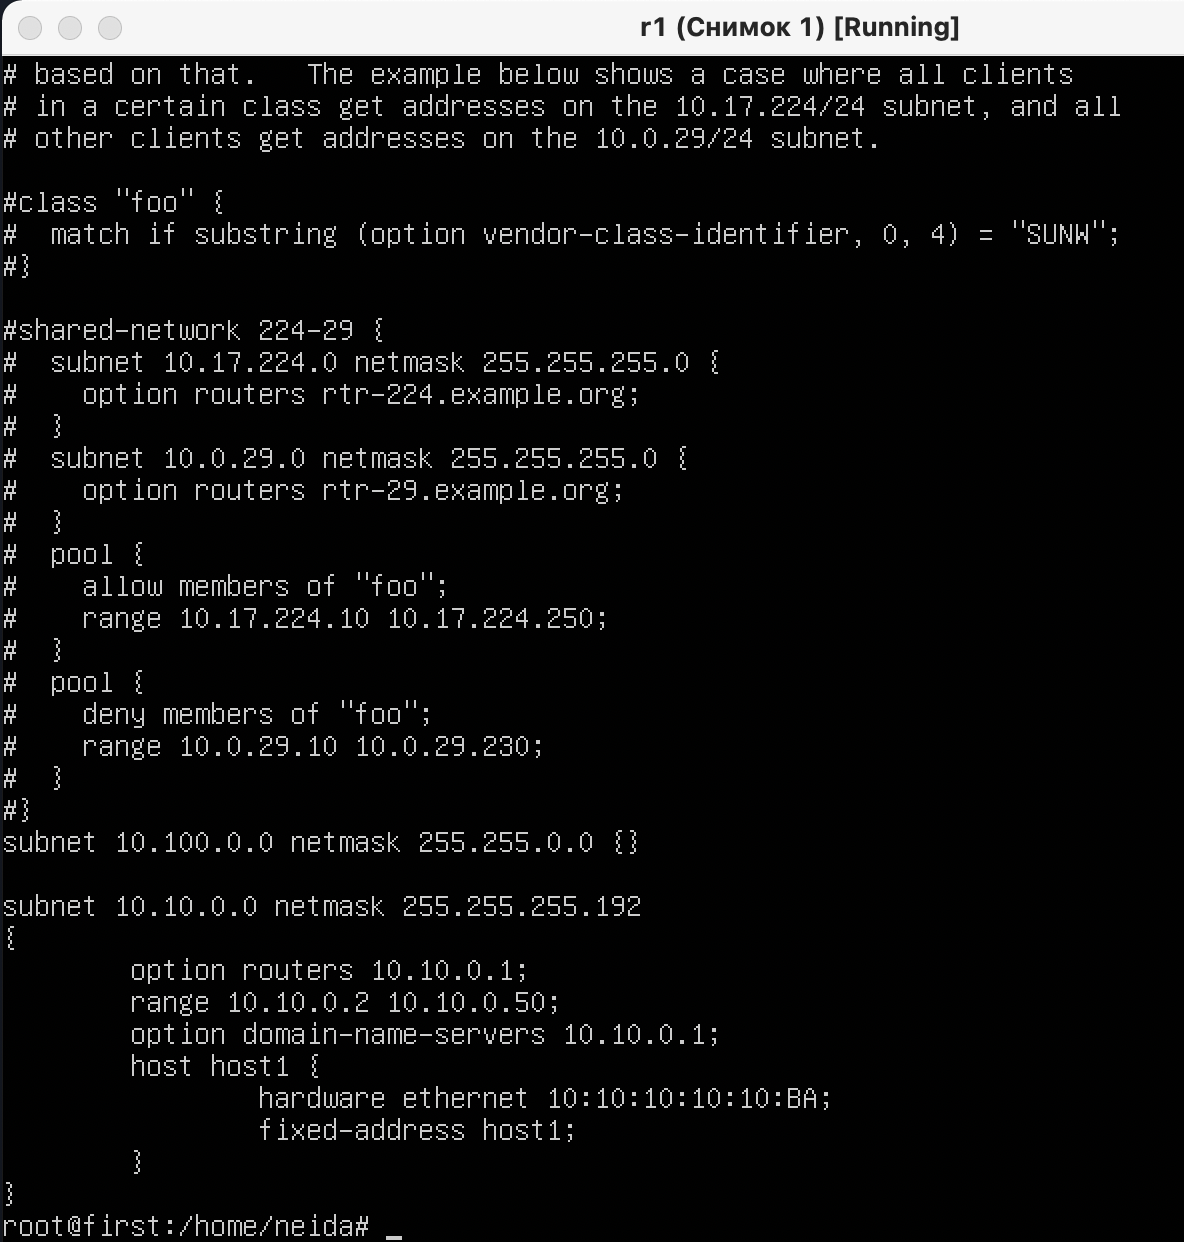 r1 (Снимок 1) [Running]
# based on that.   The example below shows a case where all clients
# in a certain class get addresses on the 10.17.224/24 subnet, and all
# other clients get addresses on the 10.0.29/24 subnet.

#class "foo" {
#  match if substring (option vendor-class-identifier, 0, 4) = "SUNW";
#}

#shared-network 224-29 {
#  subnet 10.17.224.0 netmask 255.255.255.0 {
#    option routers rtr-224.example.org;
#  }
#  subnet 10.0.29.0 netmask 255.255.255.0 {
#    option routers rtr-29.example.org;
#  }
#  pool {
#    allow members of "foo";
#    range 10.17.224.10 10.17.224.250;
#  }
#  pool {
#    deny members of "foo";
#    range 10.0.29.10 10.0.29.230;
#  }
#}
subnet 10.100.0.0 netmask 255.255.0.0 {}

subnet 10.10.0.0 netmask 255.255.255.192
{
        option routers 10.10.0.1;
        range 10.10.0.2 10.10.0.50;
        option domain-name-servers 10.10.0.1;
        host host1 {
                hardware ethernet 10:10:10:10:10:BA;
                fixed-address host1;
        }
}
root@first:/home/neida# _